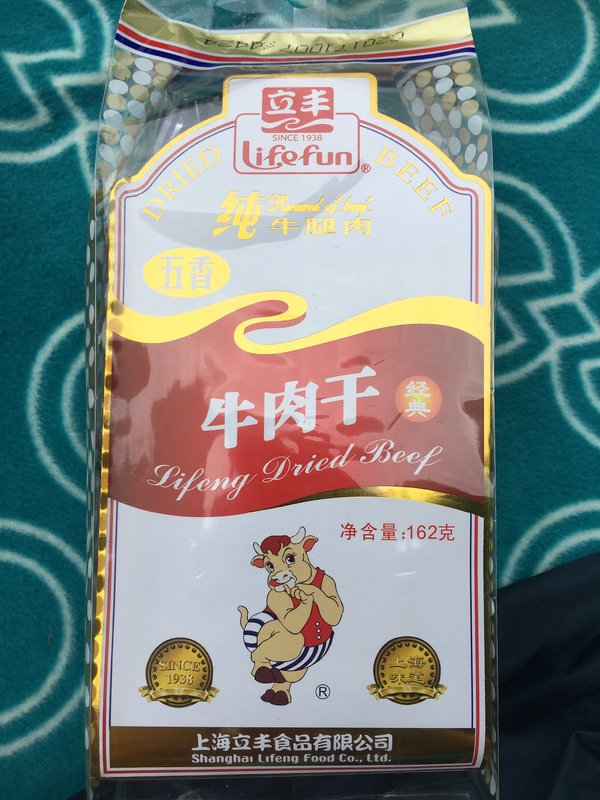 立丰
SINCE 1938
Lifefun®
DRIED BEEF
纯 Round of beef
牛腿肉
五香
牛肉干 经典
Lifeng Dried Beef
净含量:162克
SINCE
1938
®
上海
味道
上海立丰食品有限公司
Shanghai Lifeng Food Co., Ltd.